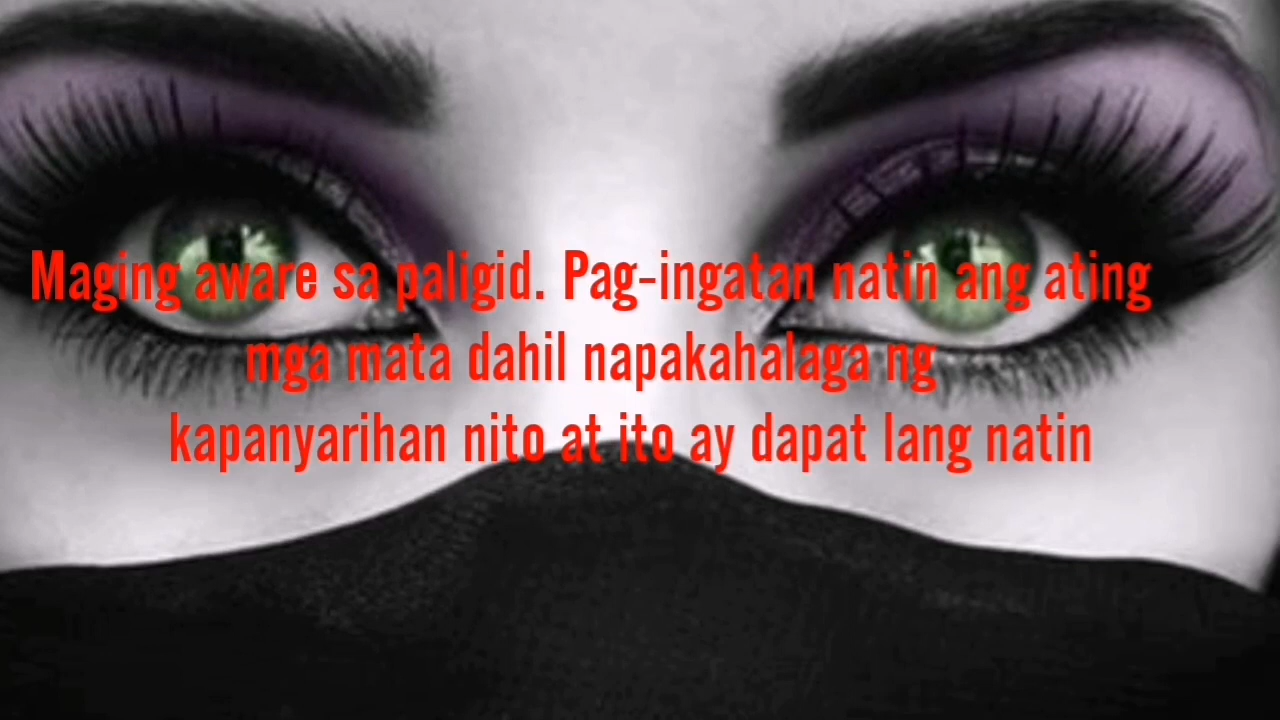 Maging aware sa paligid. Pag-ingatan natin ang ating
mga mata dahil napakahalaga ng
kapanyarihan nito at ito ay dapat lang natin